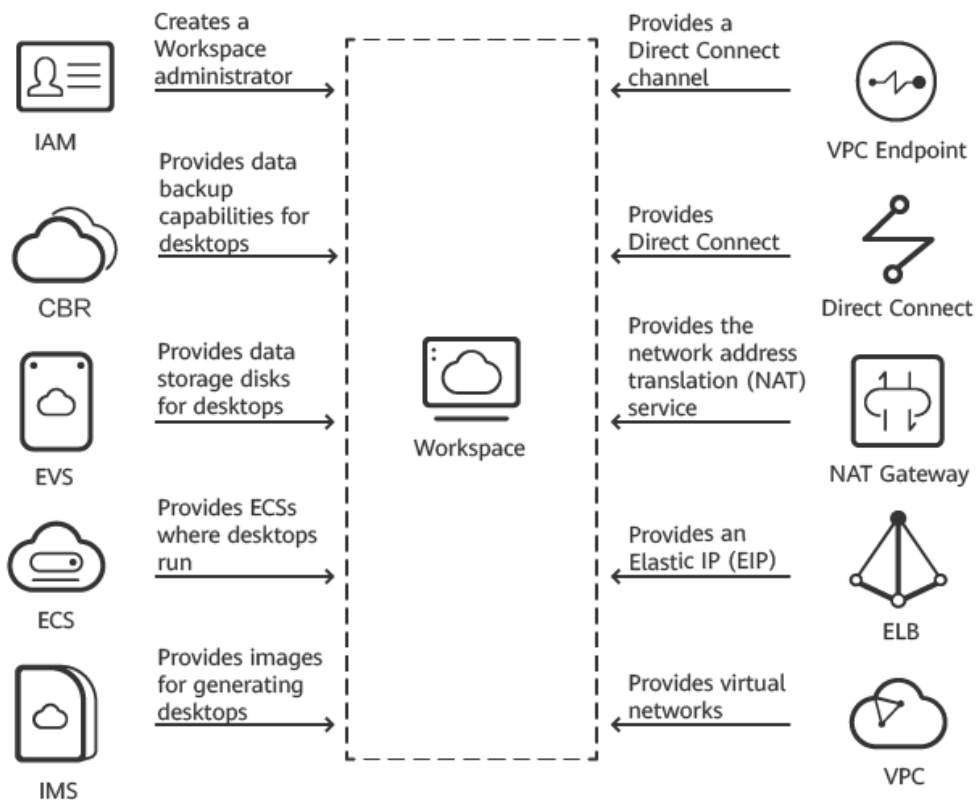 Creates a
Workspace
administrator
IAM
Provides data
backup
capabilities for
desktops
CBR
Provides data
storage disks
for desktops
EVS
Provides ECSs
where desktops
run
ECS
Provides images
for generating
desktops
IMS
Workspace
Provides a
Direct Connect
channel
VPC Endpoint
Provides
Direct Connect
Direct Connect
Provides the
network address
translation (NAT)
service
NAT Gateway
Provides an
Elastic IP (EIP)
ELB
Provides virtual
networks
VPC